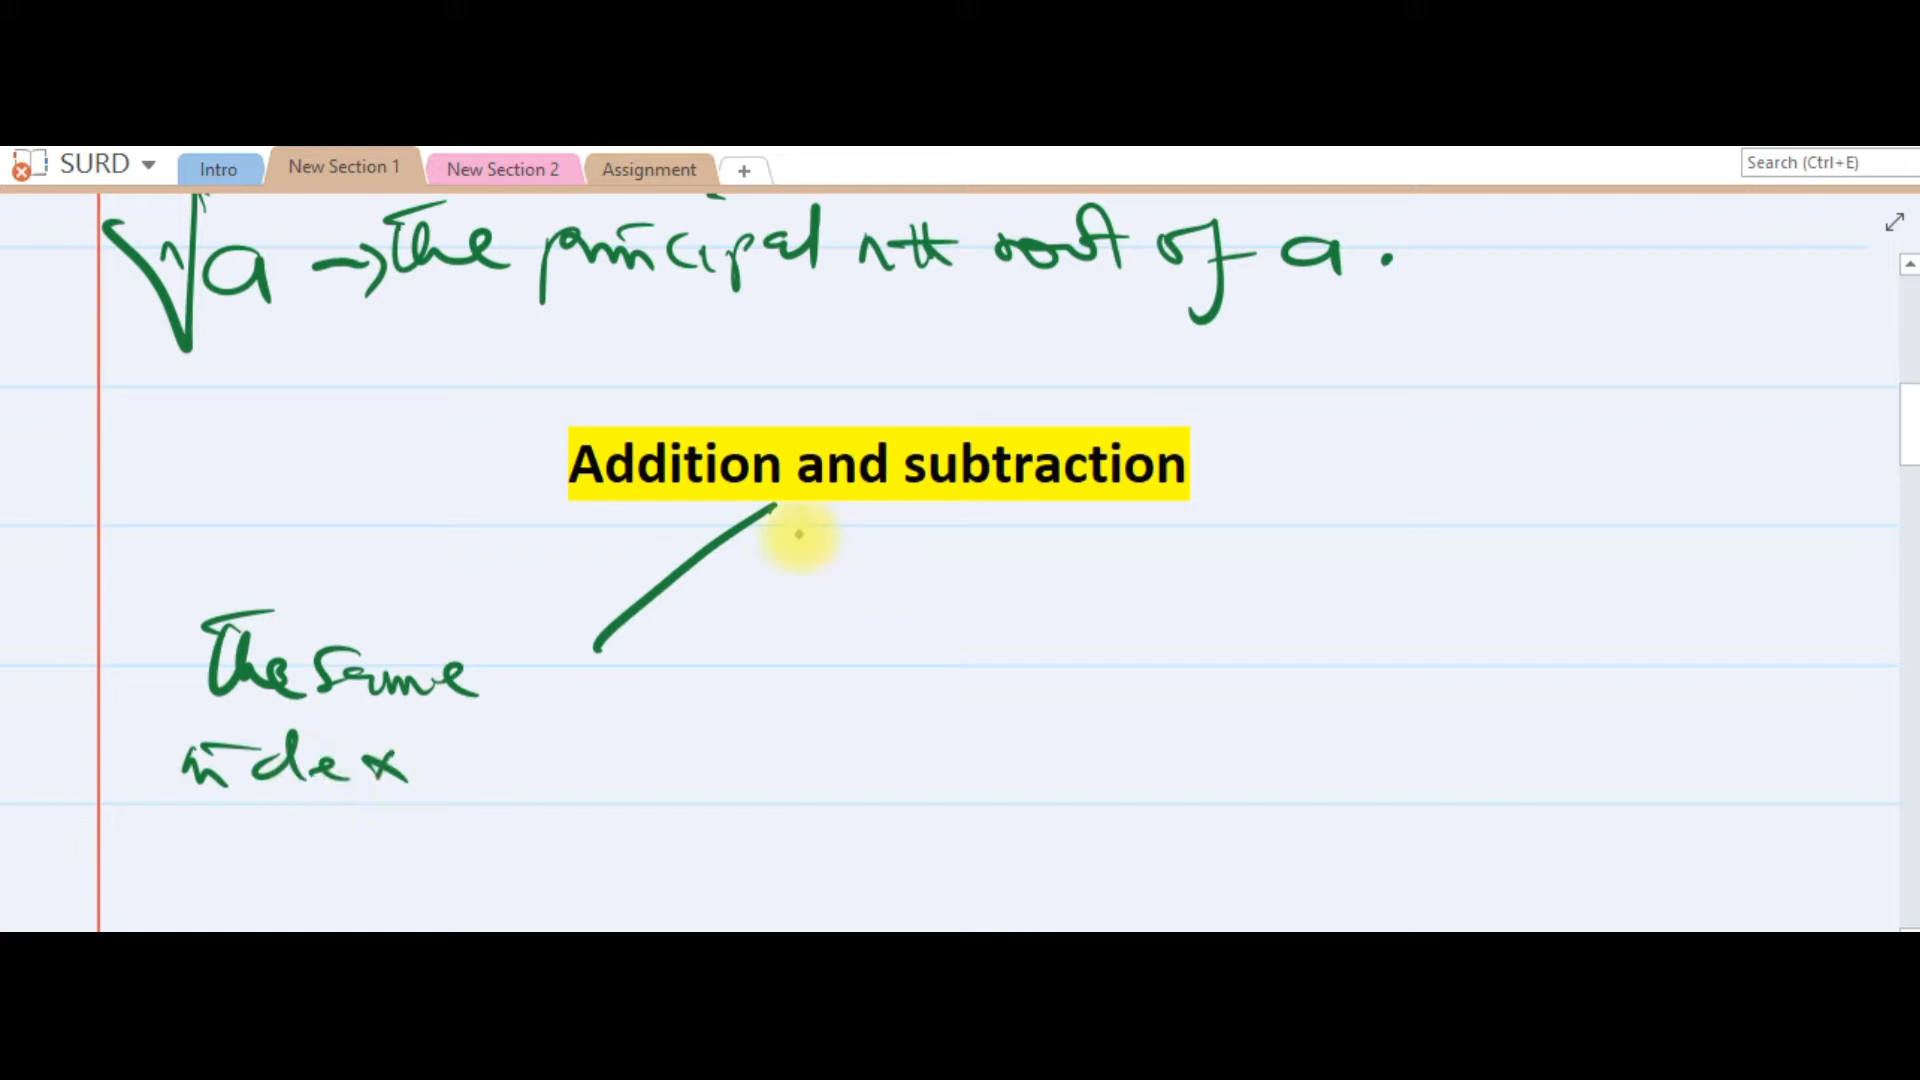 SURD
Intro
New Section 1
New Section 2
Assignment
+
Search (Ctrl+E)
ⁿ√a → The principal nth root of a.
Addition and subtraction
The same
index